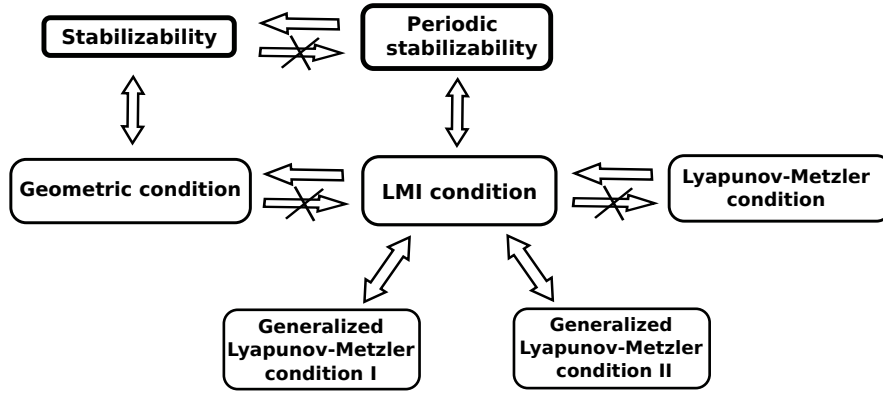 Stabilizability
Periodic
stabilizability
Geometric condition
LMI condition
Lyapunov-Metzler
condition
Generalized
Lyapunov-Metzler
condition I
Generalized
Lyapunov-Metzler
condition II